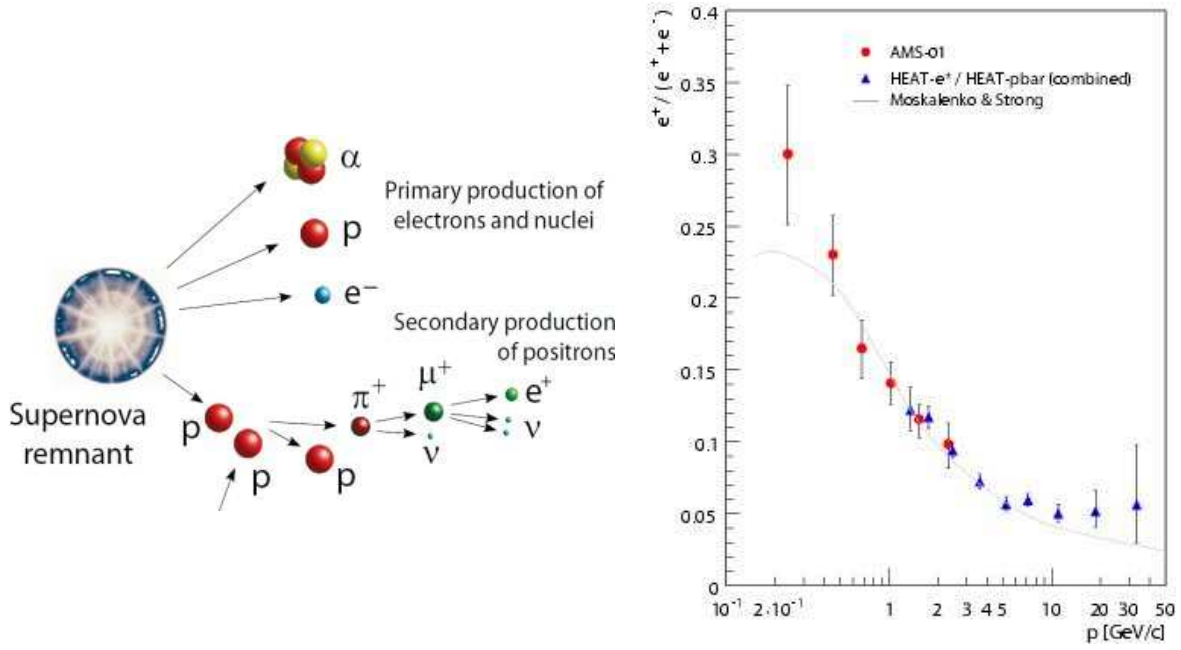 α
Primary production of
electrons and nuclei
p
e⁻
Secondary production
of positrons
π⁺
μ⁺
e⁺
ν
ν
Supernova
remnant
p
p
p
e⁺/(e⁺+e⁻)
0.4
0.35
0.3
0.25
0.2
0.15
0.1
0.05
0
AMS-01
HEAT-e⁺ / HEAT-pbar (combined)
Moskalenko & Strong
10⁻¹ 2·10⁻¹ 1 2 3 4 5 10 20 30 50
p [GeV/c]